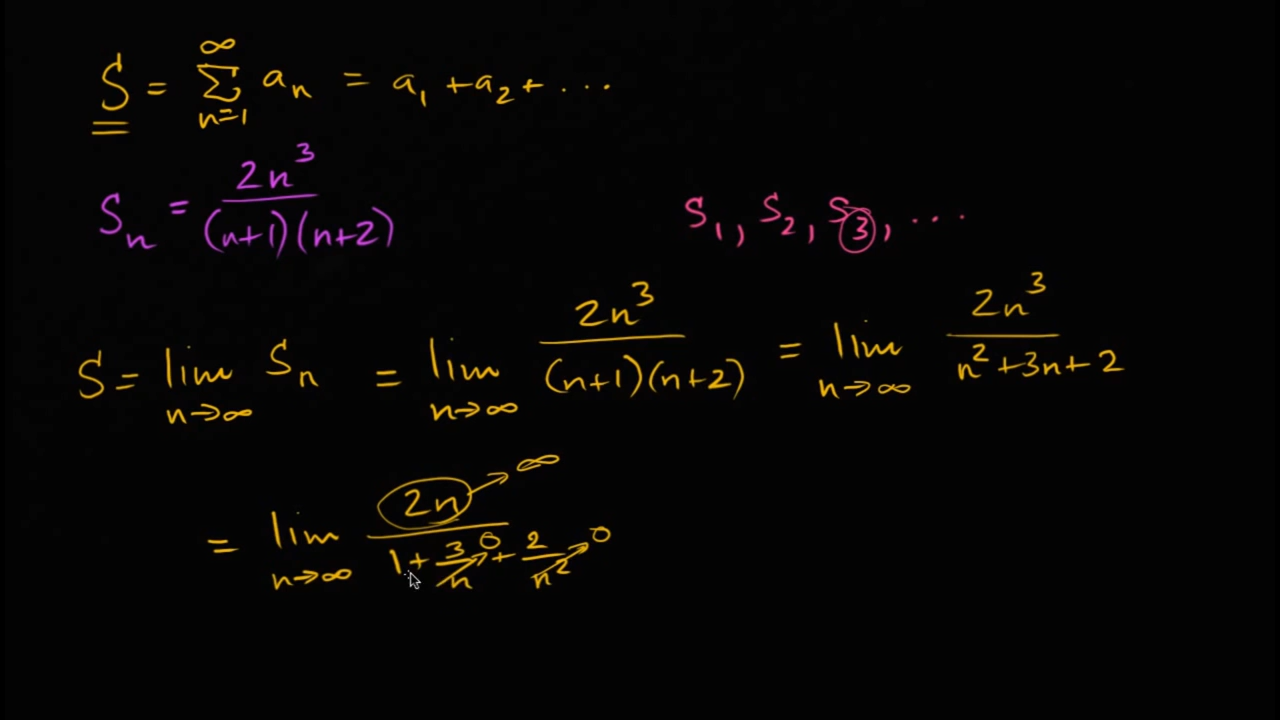 S = ∑_{n=1}^{∞} a_n = a_1 + a_2 + ...
S_n = 2n^3 / (n+1)(n+2)
S_1, S_2, S_3, ...
S = lim_{n→∞} S_n = lim_{n→∞} 2n^3 / (n+1)(n+2) = lim_{n→∞} 2n^3 / n^2+3n+2
= lim_{n→∞} 2n → ∞ / 1 + 3/n → 0 + 2/n^2 → 0